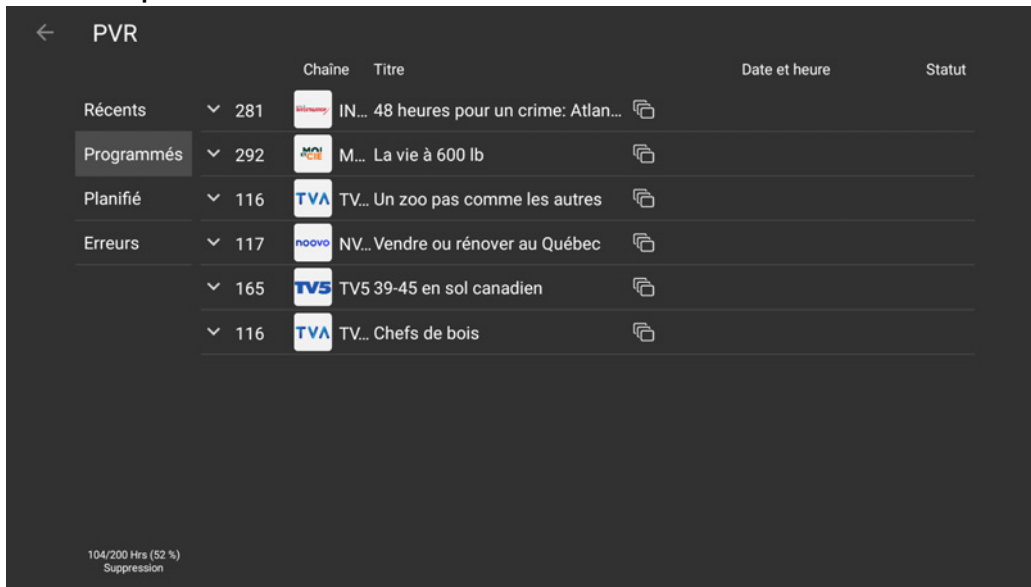 PVR
Chaîne Titre Date et heure Statut
Récents 281 IN... 48 heures pour un crime: Atlan...
Programmés 292 MOI et CIE M... La vie à 600 lb
Planifié 116 TVA TV... Un zoo pas comme les autres
Erreurs 117 noovo NV... Vendre ou rénover au Québec
165 TV5 TV5 39-45 en sol canadien
116 TVA TV... Chefs de bois
104/200 Hrs (52 %)
Suppression